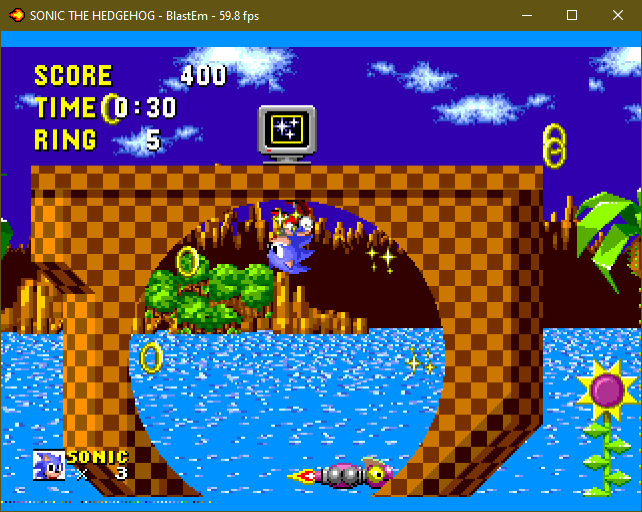 SONIC THE HEDGEHOG - BlastEm - 59.8 fps
SCORE 400
TIME 0:30
RING 5
SONIC
x 3